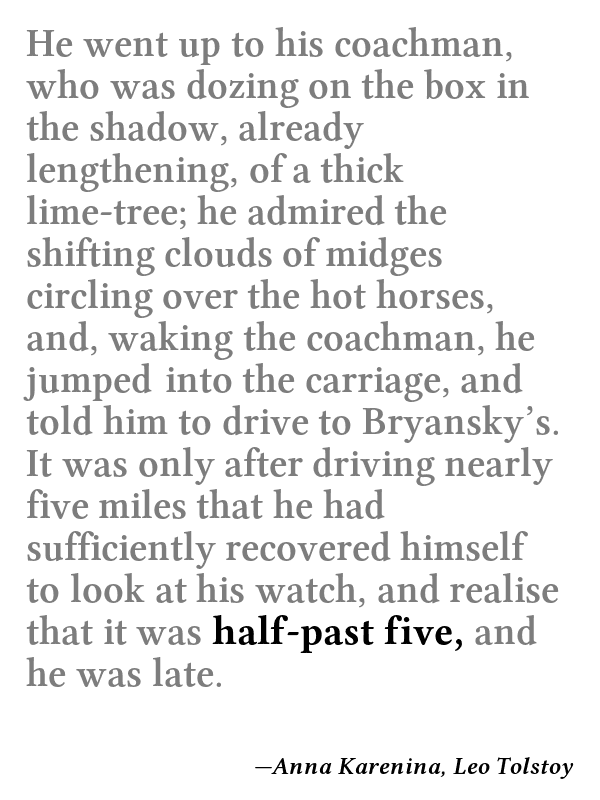 He went up to his coachman,
who was dozing on the box in
the shadow, already
lengthening, of a thick
lime-tree; he admired the
shifting clouds of midges
circling over the hot horses,
and, waking the coachman, he
jumped into the carriage, and
told him to drive to Bryansky’s.
It was only after driving nearly
five miles that he had
sufficiently recovered himself
to look at his watch, and realise
that it was half-past five, and
he was late.
—Anna Karenina, Leo Tolstoy